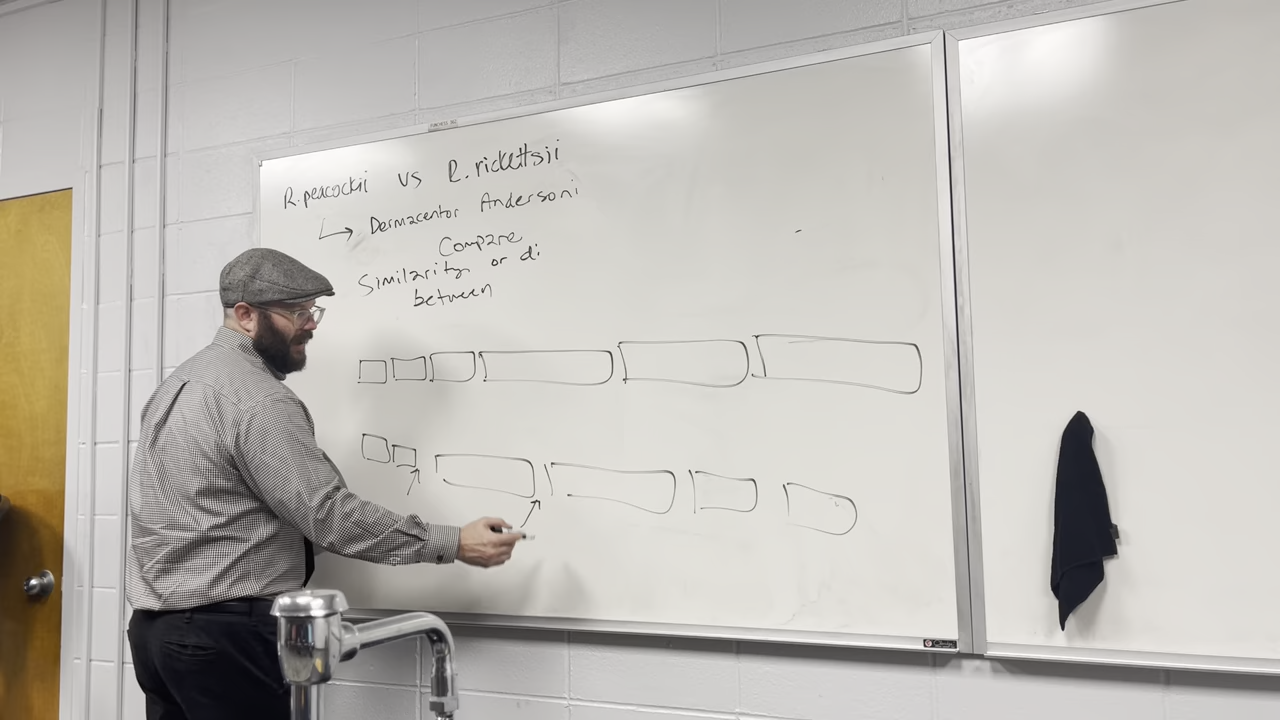 R. peacockii vs R. rickettsii
Dermacentor Andersoni
Compare
Similarity or di
between